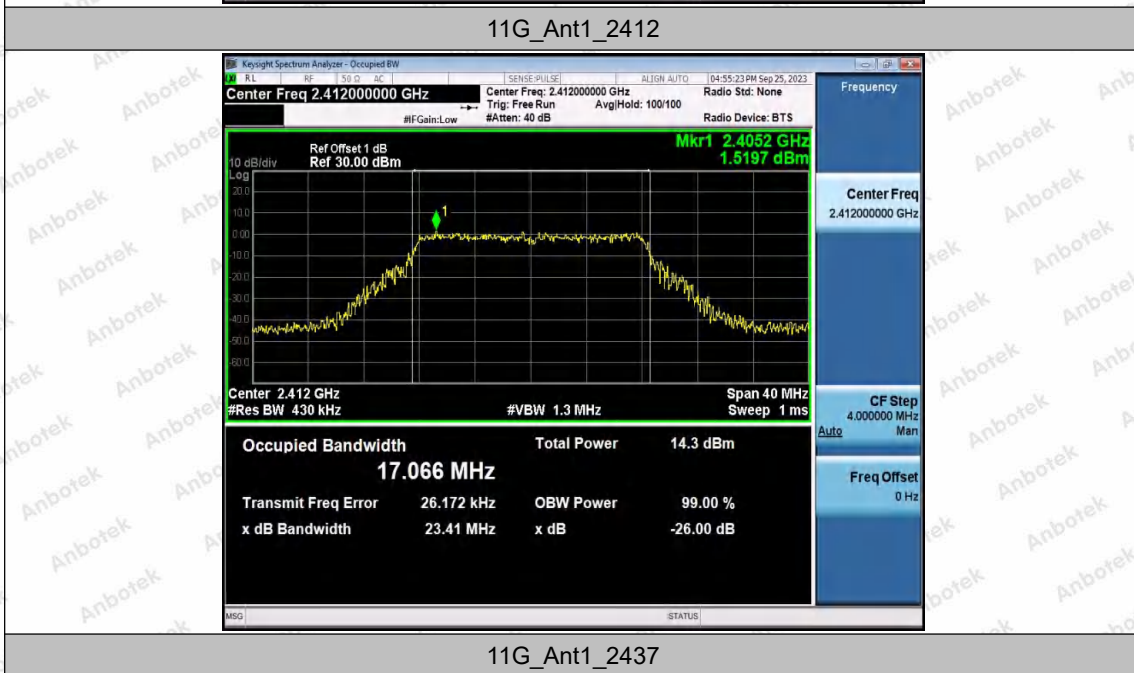 11G_Ant1_2412
Keysight Spectrum Analyzer - Occupied BW
RL RF 50 Ω AC SENSE:PULSE ALIGN AUTO 04:55:23 PM Sep 25, 2023
Center Freq 2.412000000 GHz Center Freq: 2.412000000 GHz Radio Std: None
Trig: Free Run Avg|Hold: 100/100
#IFGain:Low #Atten: 40 dB Radio Device: BTS
Frequency
Ref Offset 1 dB Mkr1 2.4052 GHz
10 dB/div Ref 30.00 dBm 1.5197 dBm
Log
20.0
10.0
0.00
-10.0
-20.0
-30.0
-40.0
-50.0
-60.0
1
Center Freq
2.412000000 GHz
Center 2.412 GHz Span 40 MHz
#Res BW 430 kHz #VBW 1.3 MHz Sweep 1 ms
CF Step
4.000000 MHz
Auto Man
Occupied Bandwidth Total Power 14.3 dBm
17.066 MHz
Transmit Freq Error 26.172 kHz OBW Power 99.00 %
x dB Bandwidth 23.41 MHz x dB -26.00 dB
Freq Offset
0 Hz
MSG STATUS
11G_Ant1_2437
Anbotek